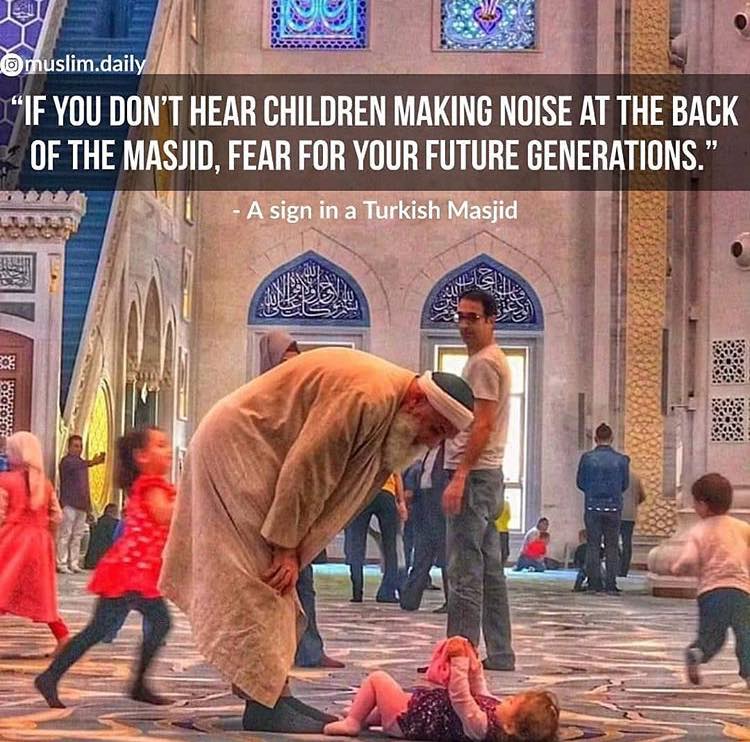 muslim.daily
“IF YOU DON’T HEAR CHILDREN MAKING NOISE AT THE BACK
OF THE MASJID, FEAR FOR YOUR FUTURE GENERATIONS.”
- A sign in a Turkish Masjid